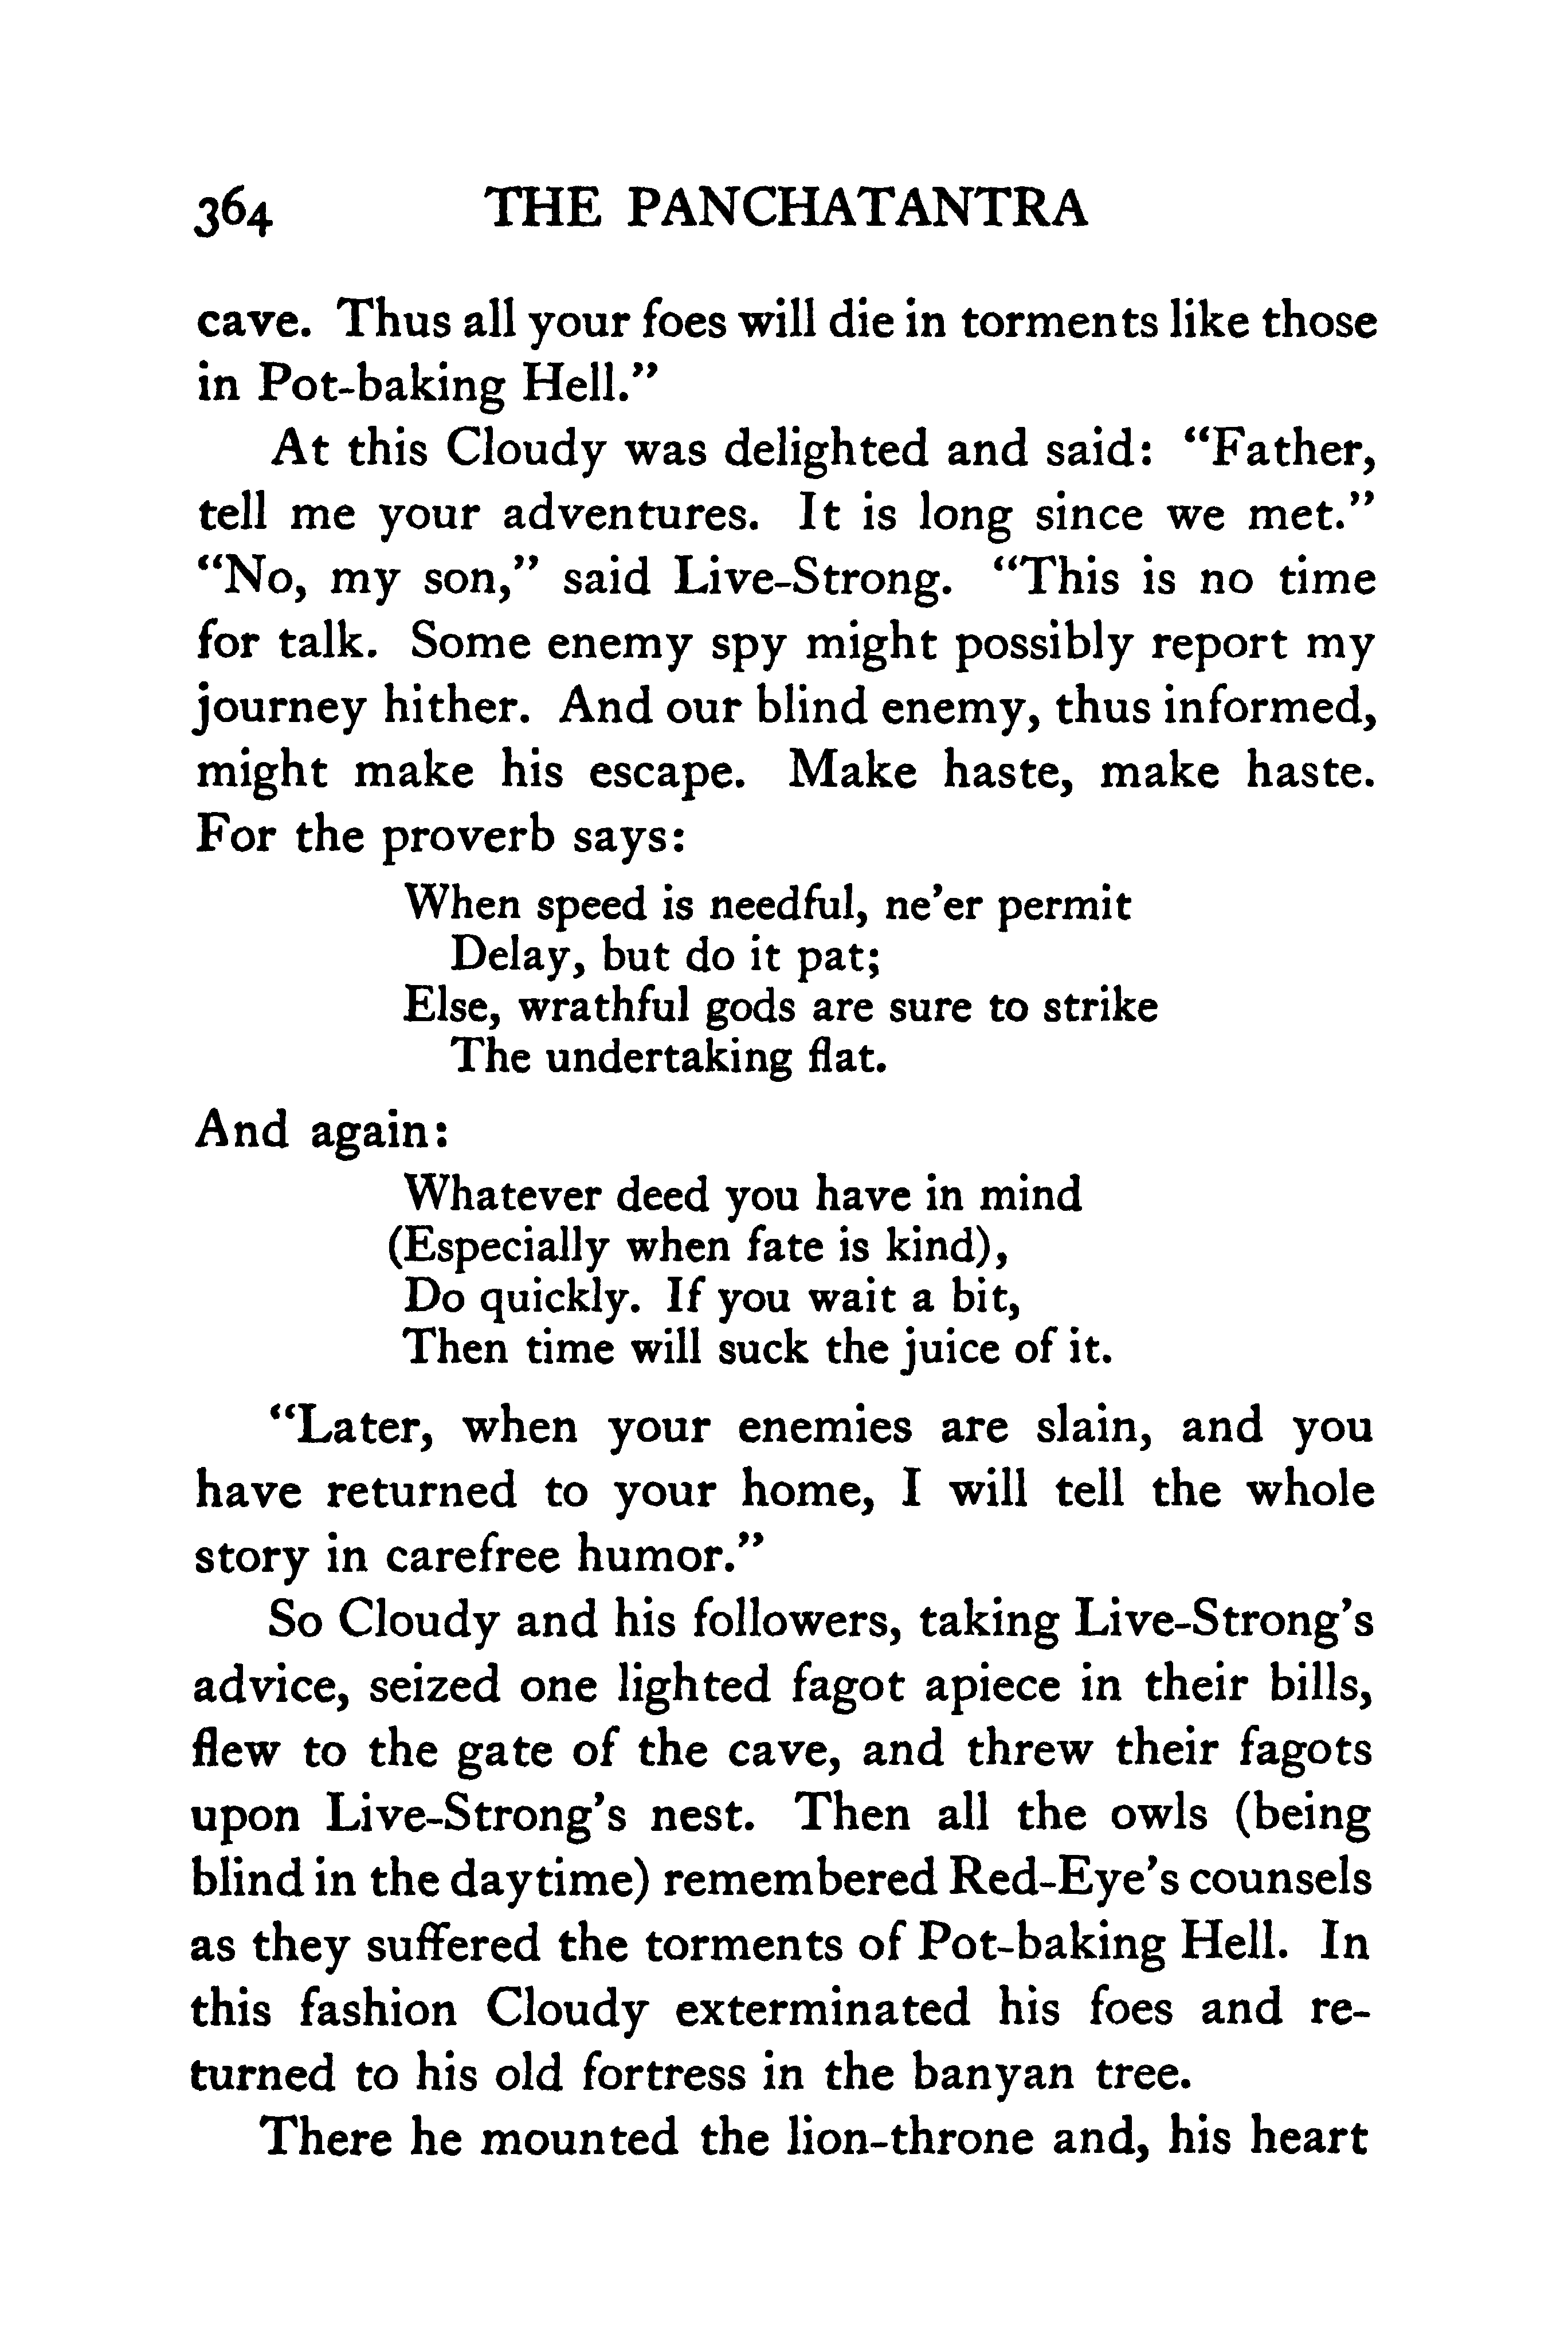 364 THE PANCHATANTRA
cave. Thus all your foes will die in torments like those
in Pot-baking Hell.”
At this Cloudy was delighted and said: “Father,
tell me your adventures. It is long since we met.”
“No, my son,” said Live-Strong. “This is no time
for talk. Some enemy spy might possibly report my
journey hither. And our blind enemy, thus informed,
might make his escape. Make haste, make haste.
For the proverb says:
When speed is needful, ne’er permit
Delay, but do it pat;
Else, wrathful gods are sure to strike
The undertaking flat.
And again:
Whatever deed you have in mind
(Especially when fate is kind),
Do quickly. If you wait a bit,
Then time will suck the juice of it.
“Later, when your enemies are slain, and you
have returned to your home, I will tell the whole
story in carefree humor.”
So Cloudy and his followers, taking Live-Strong’s
advice, seized one lighted fagot apiece in their bills,
flew to the gate of the cave, and threw their fagots
upon Live-Strong’s nest. Then all the owls (being
blind in the daytime) remembered Red-Eye’s counsels
as they suffered the torments of Pot-baking Hell. In
this fashion Cloudy exterminated his foes and re-
turned to his old fortress in the banyan tree.
There he mounted the lion-throne and, his heart